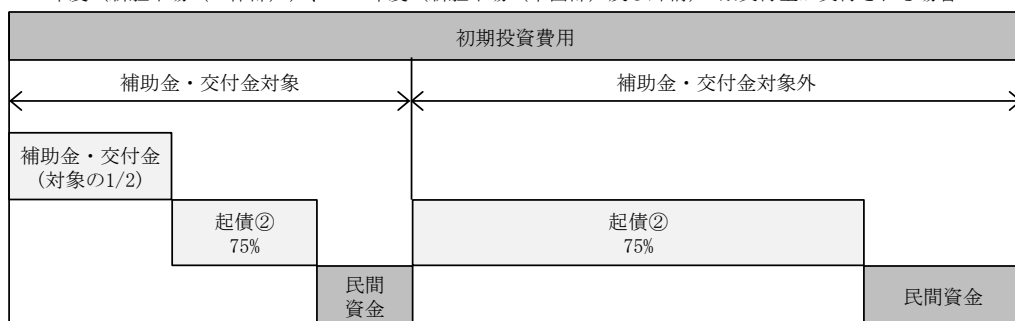 初期投資費用
補助金・交付金対象
補助金・交付金対象外
補助金・交付金
(対象の1/2)
起債②
75%
起債②
75%
民間
資金
民間資金